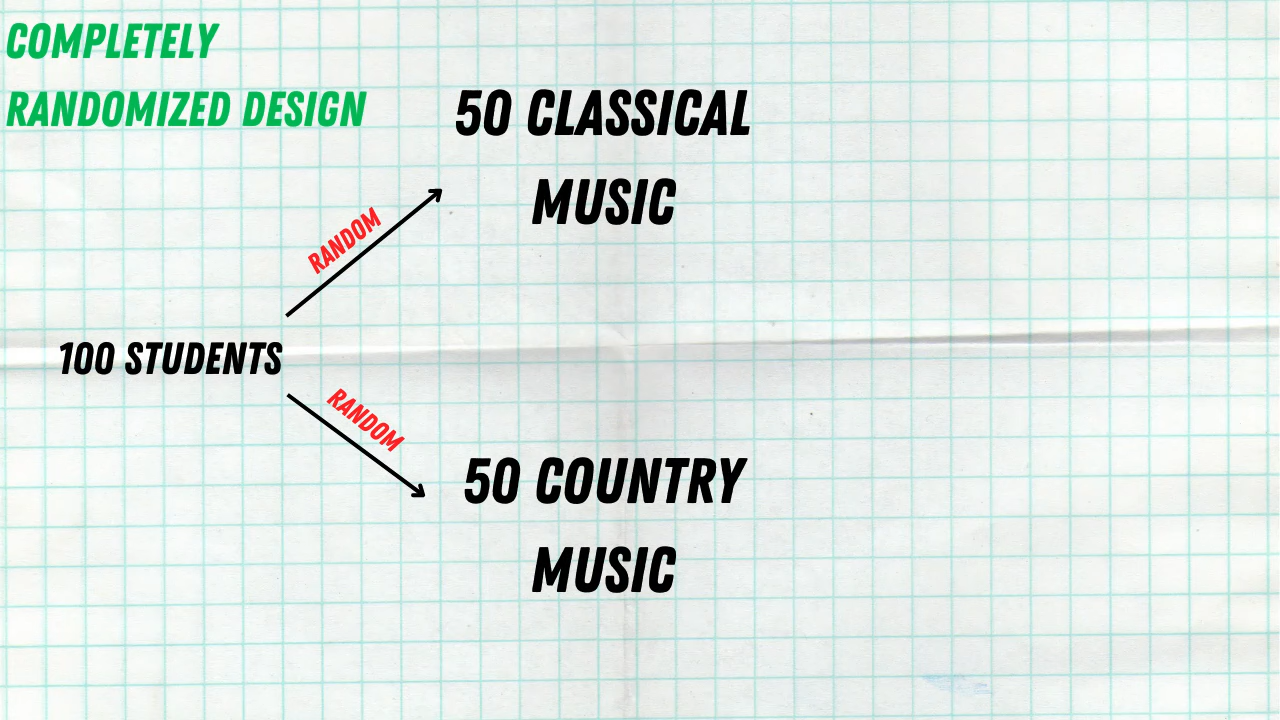 COMPLETELY
RANDOMIZED DESIGN
50 CLASSICAL
MUSIC
RANDOM
100 STUDENTS
RANDOM
50 COUNTRY
MUSIC